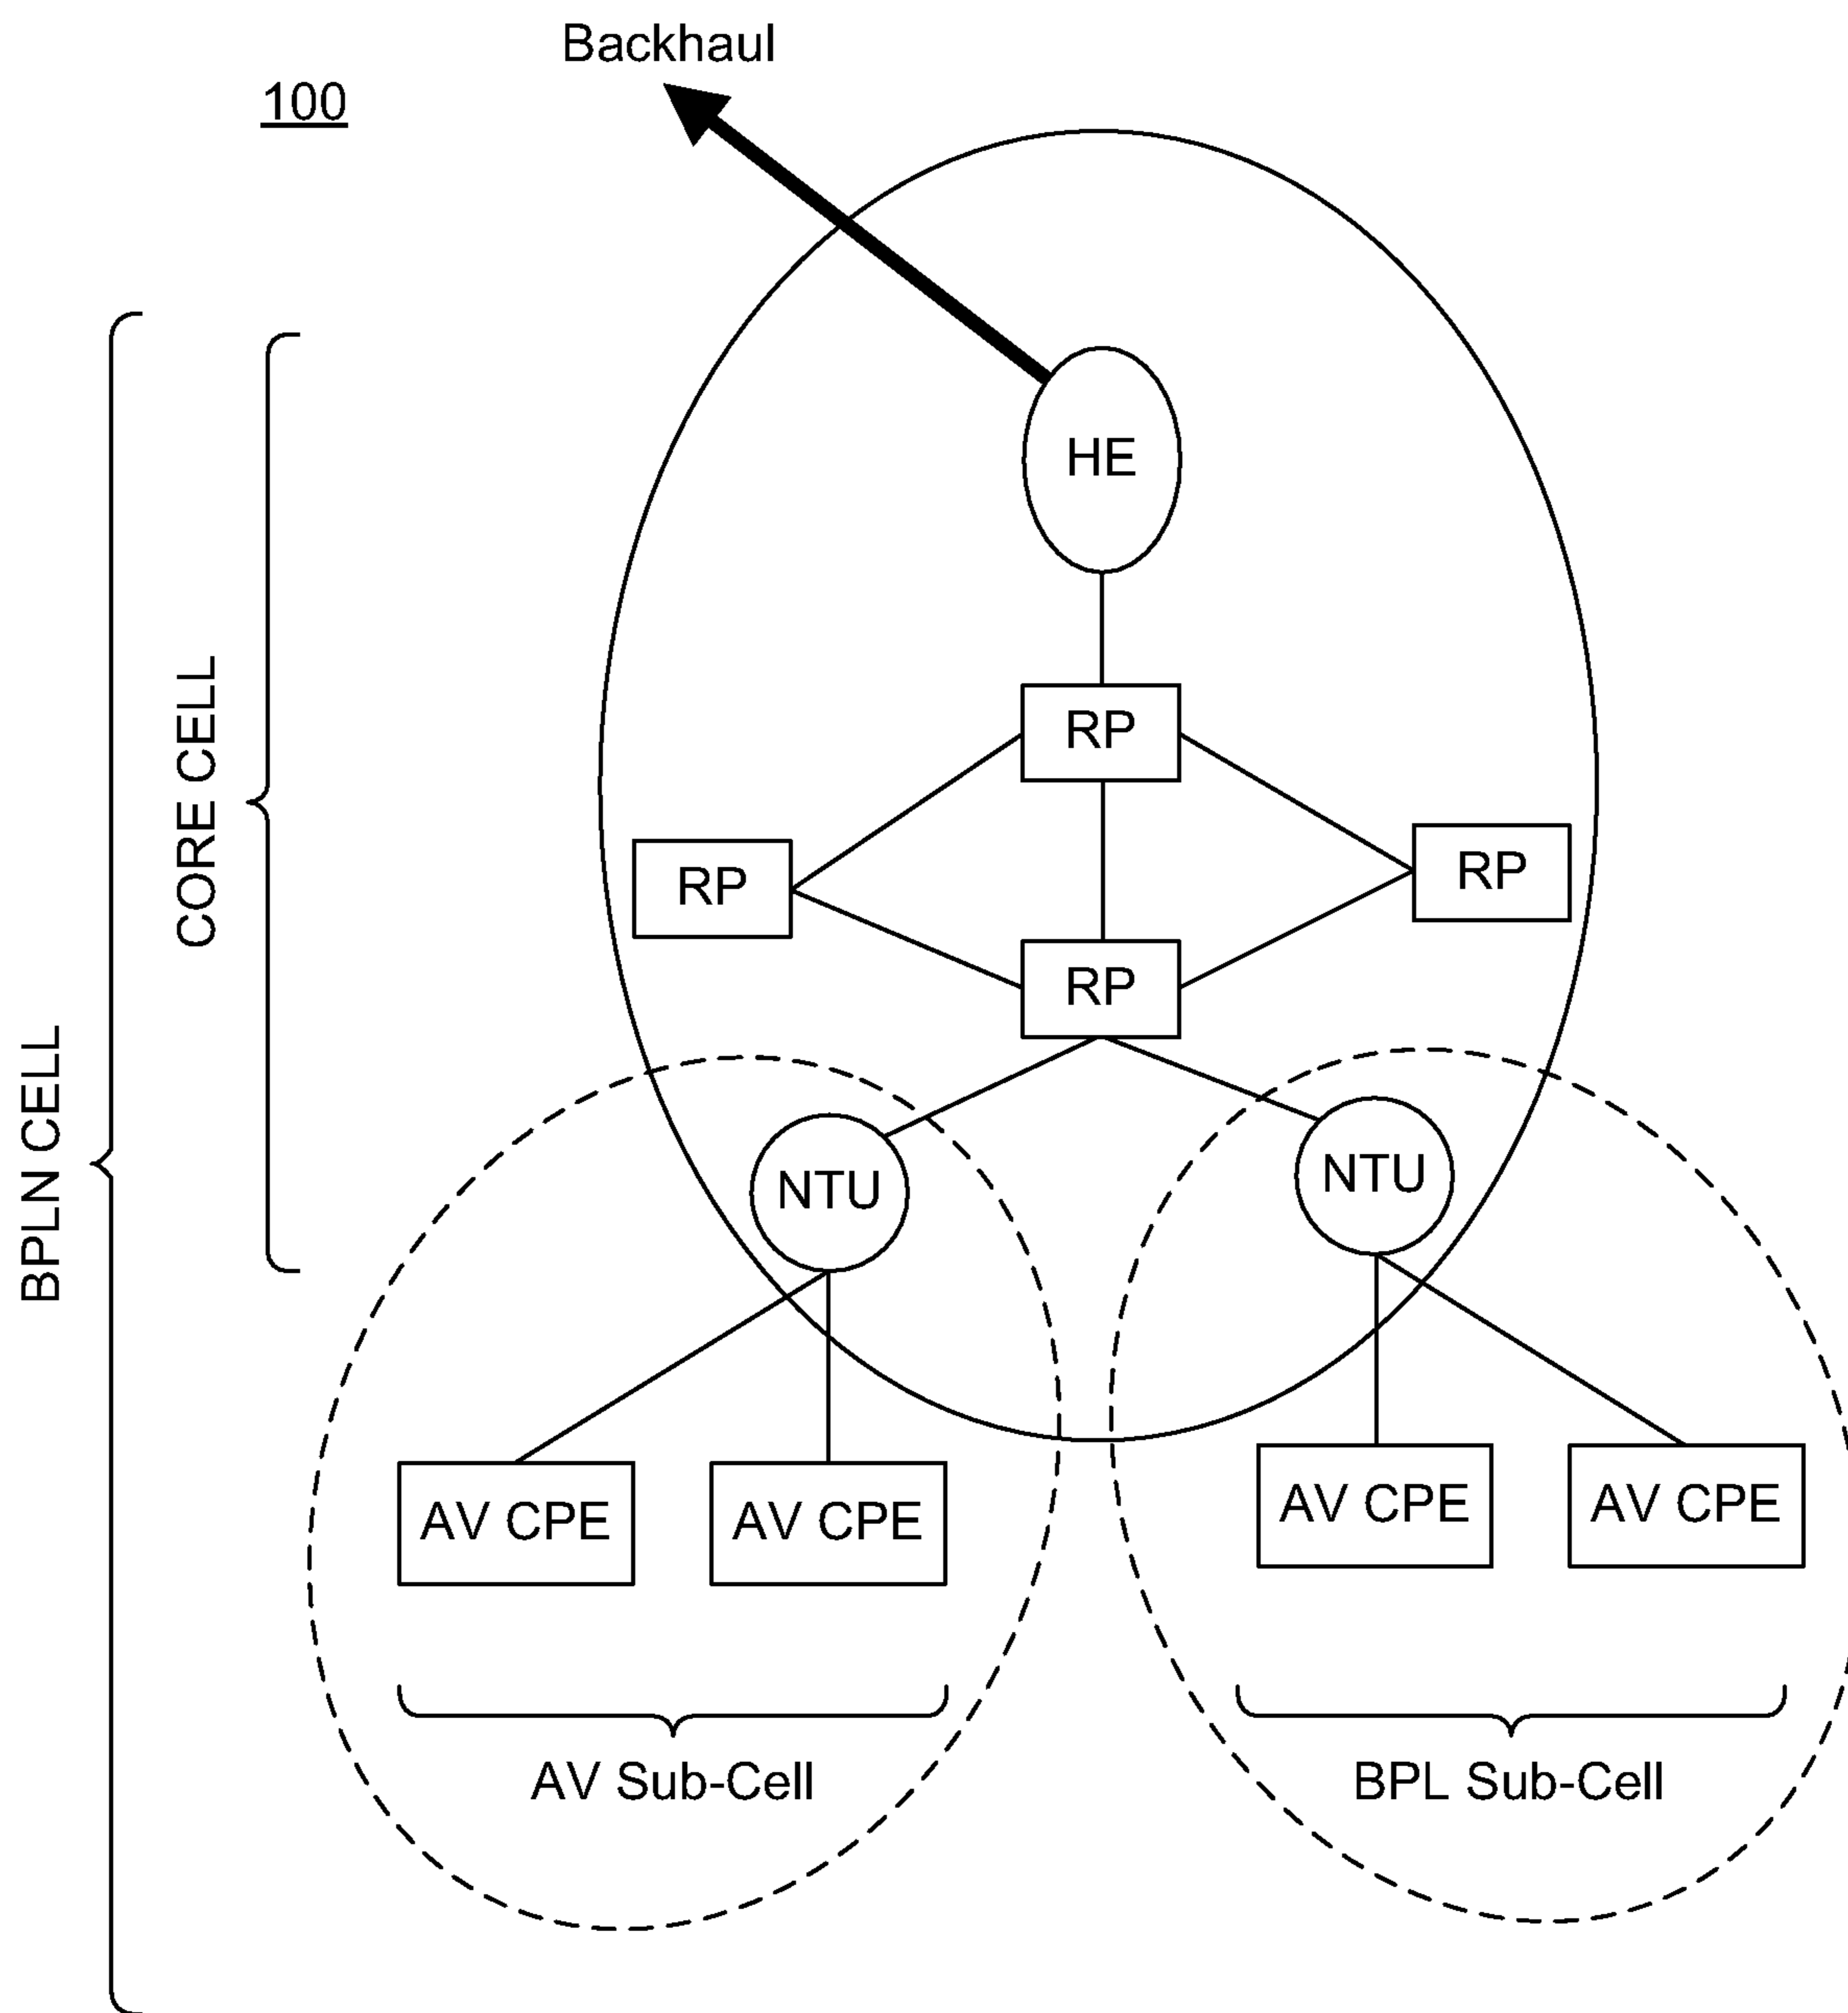 Backhaul
100
HE
RP
RP
RP
RP
NTU
NTU
AV CPE
AV CPE
AV CPE
AV CPE
AV Sub-Cell
BPL Sub-Cell
CORE CELL
BPLN CELL